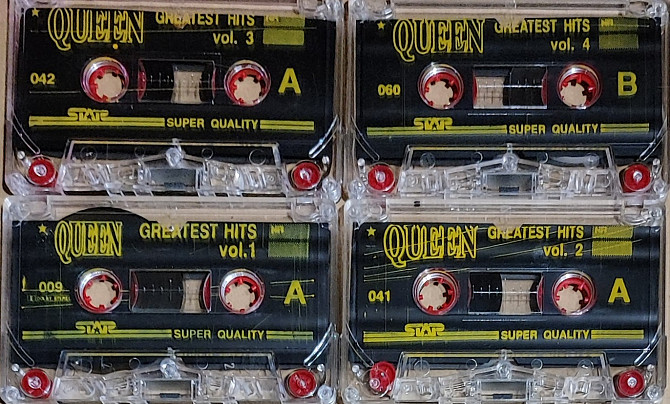 QUEEN
GREATEST HITS
vol. 3
042
A
STAR
SUPER QUALITY
QUEEN
GREATEST HITS
vol. 4
060
B
STAR
SUPER QUALITY
QUEEN
GREATEST HITS
vol.1
009
A
STAR
SUPER QUALITY
QUEEN
GREATEST HITS
vol. 2
041
A
STAR
SUPER QUALITY